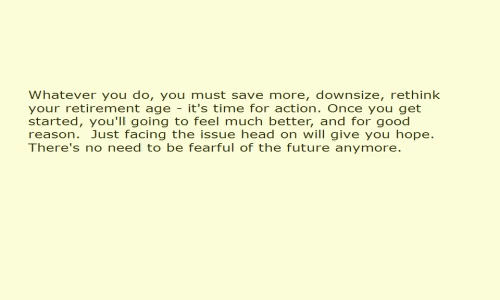 Whatever you do, you must save more, downsize, rethink
your retirement age - it's time for action. Once you get
started, you'll going to feel much better, and for good
reason.  Just facing the issue head on will give you hope.
There's no need to be fearful of the future anymore.